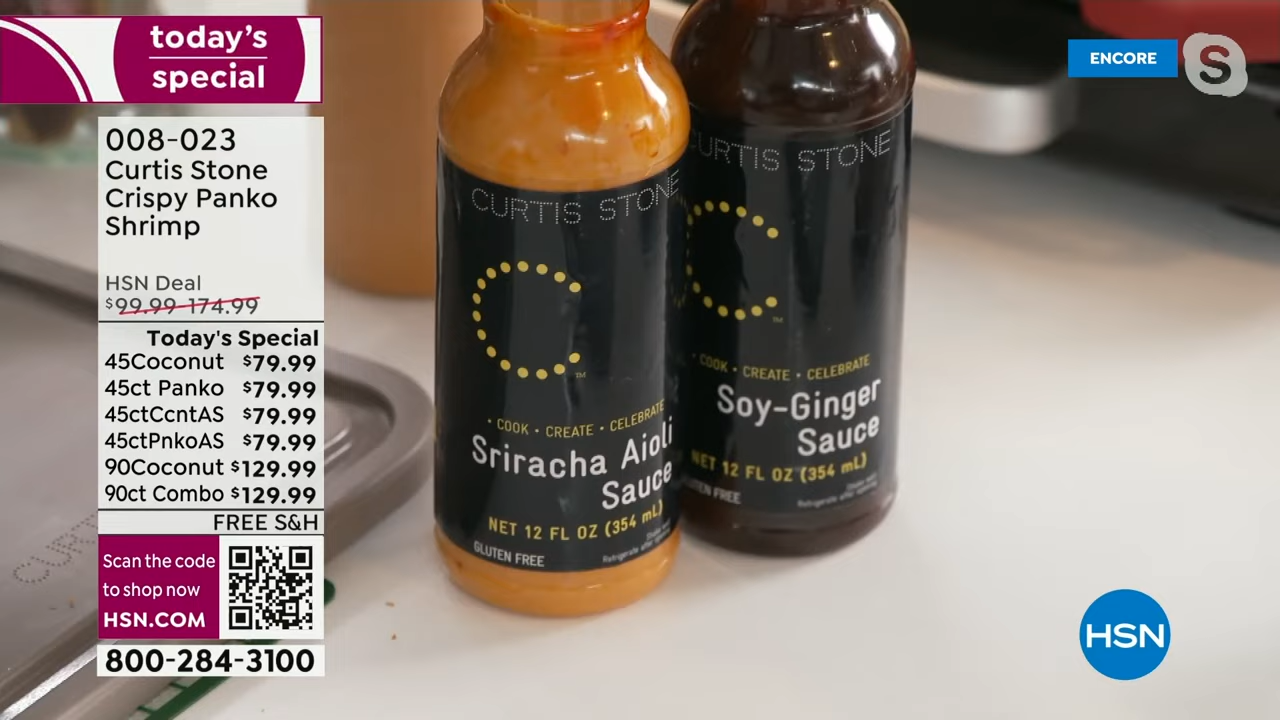 today's
special
008-023
Curtis Stone
Crispy Panko
Shrimp
HSN Deal
$99.99-174.99
Today's Special
45Coconut $79.99
45ct Panko $79.99
45ctCcntAS $79.99
45ctPnkoAS $79.99
90Coconut $129.99
90ct Combo $129.99
FREE S&H
Scan the code
to shop now
HSN.COM
800-284-3100
ENCORE
S
CURTIS STONE
C
TM
• COOK • CREATE • CELEBRATE
Sriracha Aioli
Sauce
NET 12 FL OZ (354 mL)
GLUTEN FREE
CURTIS STONE
C
TM
• COOK • CREATE • CELEBRATE
Soy-Ginger
Sauce
NET 12 FL OZ (354 mL)
GLUTEN FREE
HSN